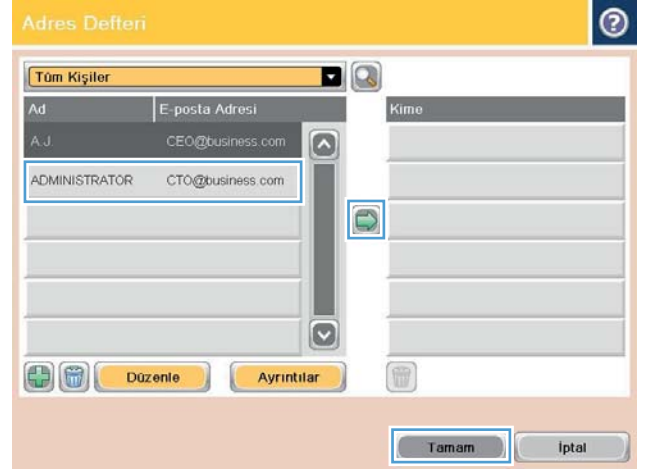 Adres Defteri
Tüm Kişiler
Ad E-posta Adresi Kime
A.J. CEO@business.com
ADMINISTRATOR CTO@business.com
Düzenle Ayrıntılar
Tamam İptal